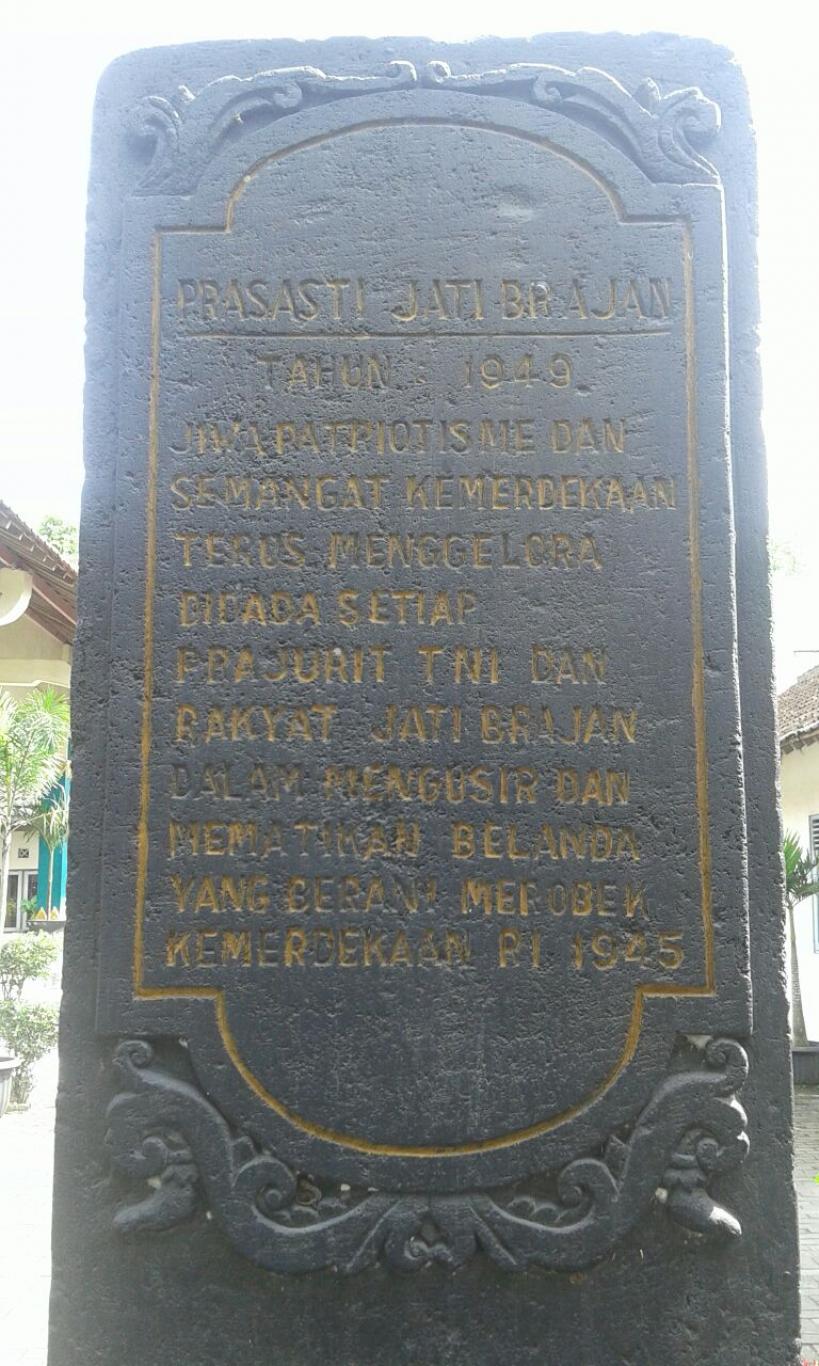 PRASASTI JATI BRAJAN
TAHUN : 1949
JIWA PATRIOTISME DAN
SEMANGAT KEMERDEKAAN
TERUS MENGGELORA
DIDADA SETIAP
PRAJURIT TNI DAN
RAKYAT JATI BRAJAN
DALAM MENGUSIR DAN
MEMATIKAN BELANDA
YANG BERANI MEROBEK
KEMERDEKAAN RI 1945